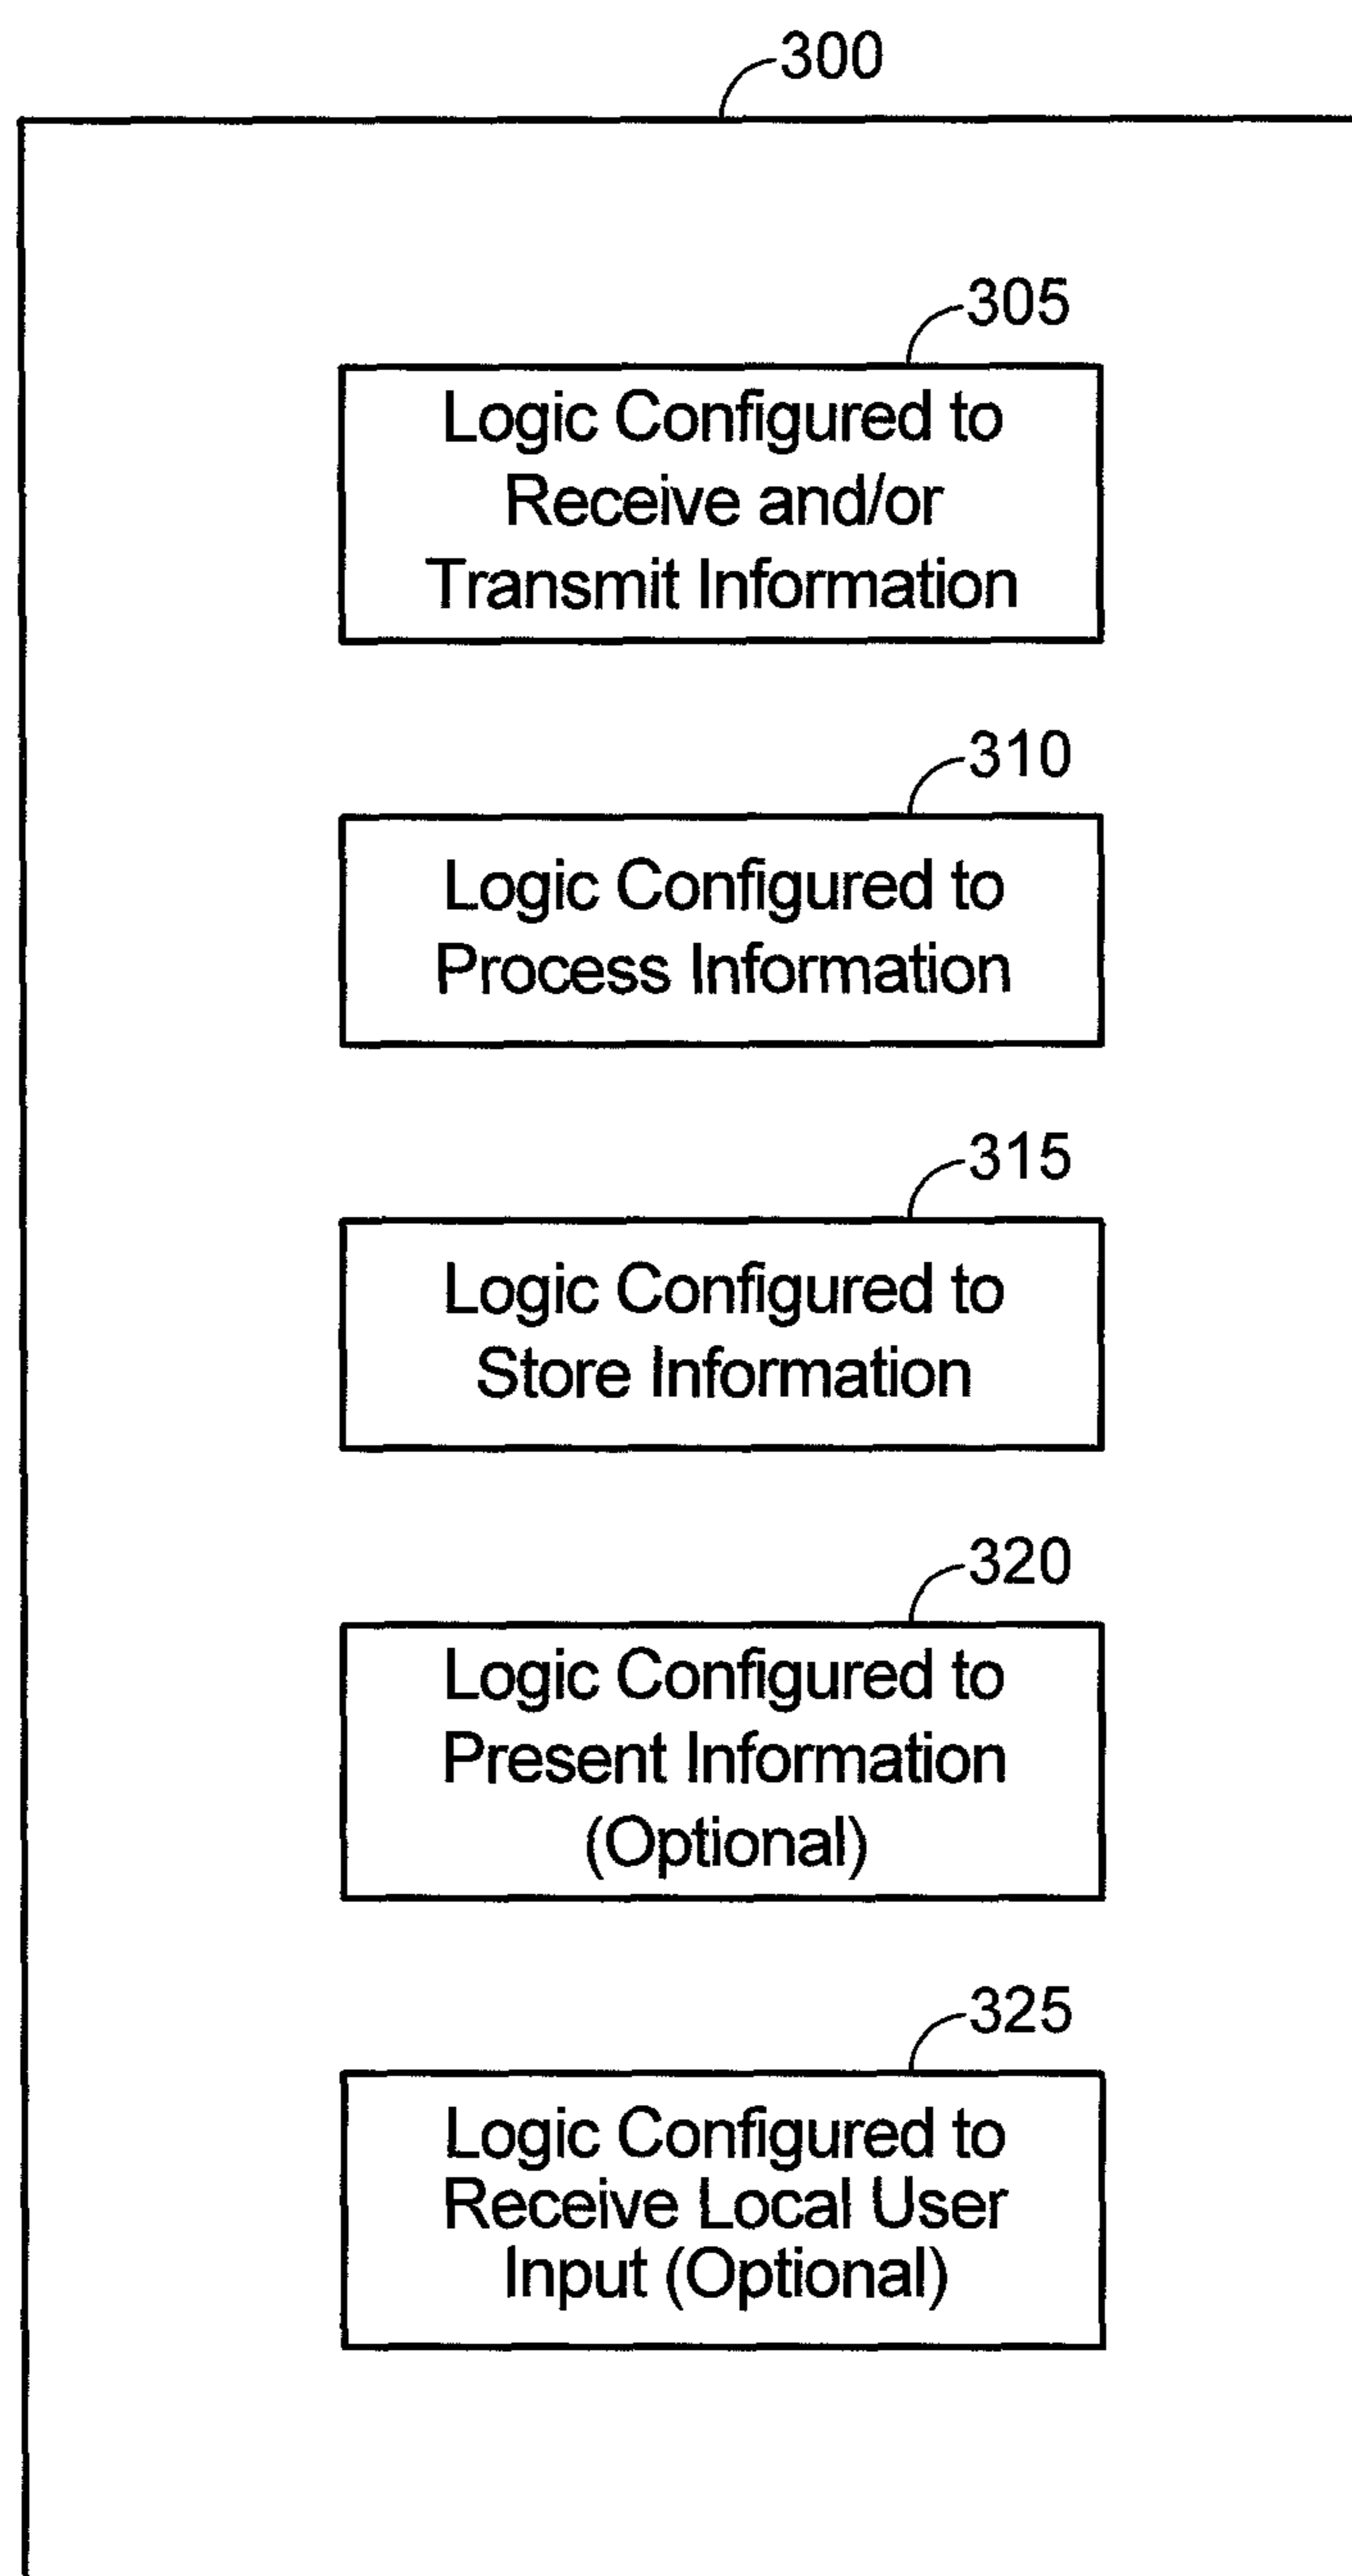 300
305
Logic Configured to
Receive and/or
Transmit Information
310
Logic Configured to
Process Information
315
Logic Configured to
Store Information
320
Logic Configured to
Present Information
(Optional)
325
Logic Configured to
Receive Local User
Input (Optional)